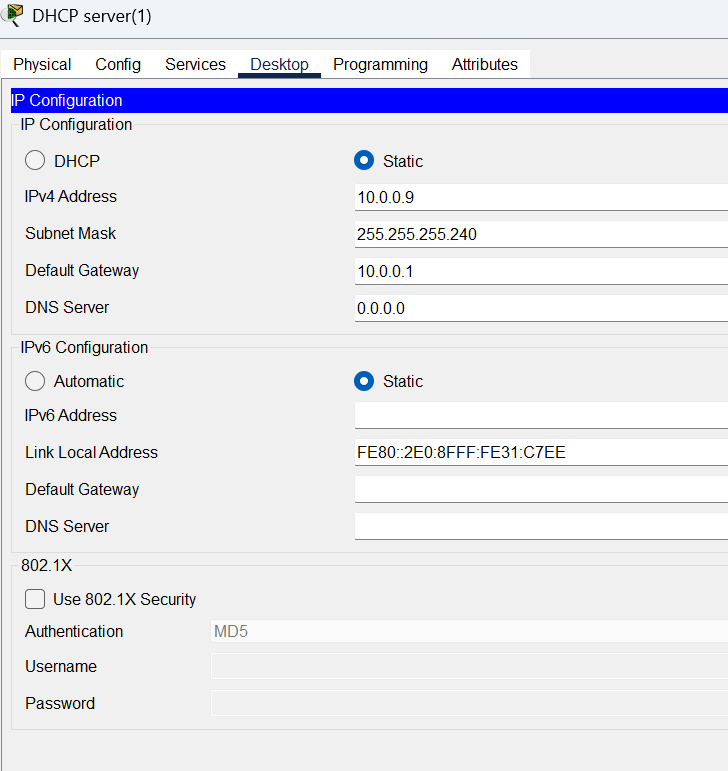 DHCP server(1)
Physical Config Services Desktop Programming Attributes
IP Configuration
IP Configuration
DHCP Static
IPv4 Address 10.0.0.9
Subnet Mask 255.255.255.240
Default Gateway 10.0.0.1
DNS Server 0.0.0.0
IPv6 Configuration
Automatic Static
IPv6 Address
Link Local Address FE80::2E0:8FFF:FE31:C7EE
Default Gateway
DNS Server
802.1X
Use 802.1X Security
Authentication MD5
Username
Password